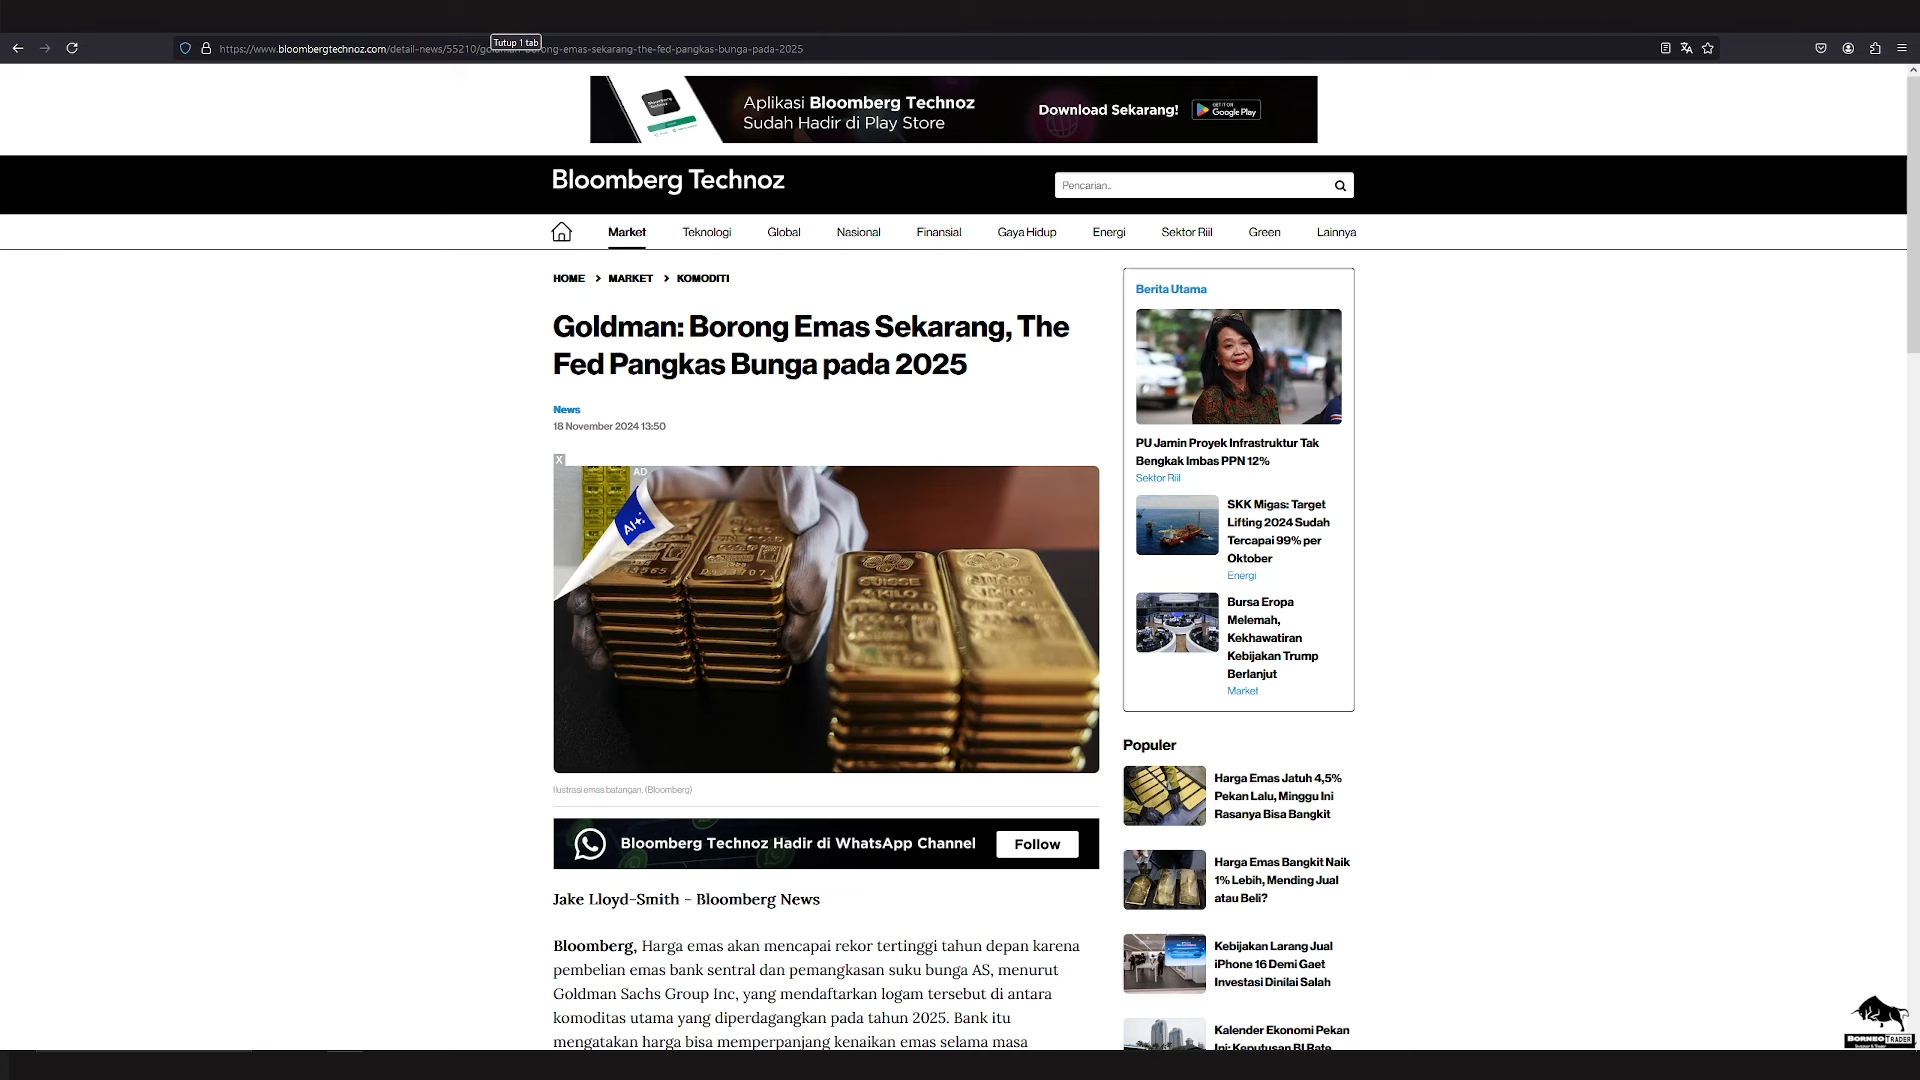 Tutup 1 tab
https://www.bloombergtechnoz.com/detail-news/55210/go rong-emas-sekarang-the-fed-pangkas-bunga-pada-2025
Aplikasi Bloomberg Technoz
Sudah Hadir di Play Store
Download Sekarang!
GET IT ON
Google Play
Bloomberg Technoz
Pencarian..
Market
Teknologi
Global
Nasional
Finansial
Gaya Hidup
Energi
Sektor Riil
Green
Lainnya
HOME > MARKET > KOMODITI
Goldman: Borong Emas Sekarang, The
Fed Pangkas Bunga pada 2025
News
18 November 2024 13:50
X
AD
AI
SUISSE
Ilustrasi emas batangan. (Bloomberg)
Bloomberg Technoz Hadir di WhatsApp Channel
Follow
Jake Lloyd-Smith - Bloomberg News
Bloomberg, Harga emas akan mencapai rekor tertinggi tahun depan karena
pembelian emas bank sentral dan pemangkasan suku bunga AS, menurut
Goldman Sachs Group Inc, yang mendaftarkan logam tersebut di antara
komoditas utama yang diperdagangkan pada tahun 2025. Bank itu
mengatakan harga bisa memperpanjang kenaikan emas selama masa
Berita Utama
PU Jamin Proyek Infrastruktur Tak
Bengkak Imbas PPN 12%
Sektor Riil
SKK Migas: Target
Lifting 2024 Sudah
Tercapai 99% per
Oktober
Energi
Bursa Eropa
Melemah,
Kekhawatiran
Kebijakan Trump
Berlanjut
Market
Populer
Harga Emas Jatuh 4,5%
Pekan Lalu, Minggu Ini
Rasanya Bisa Bangkit
Harga Emas Bangkit Naik
1% Lebih, Mending Jual
atau Beli?
Kebijakan Larang Jual
iPhone 16 Demi Gaet
Investasi Dinilai Salah
Kalender Ekonomi Pekan
Ini: Keputusan BI Rate,
BORNEO TRADER